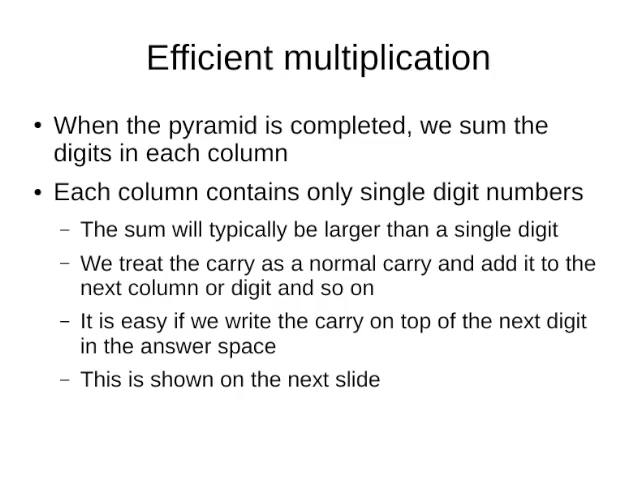 Efficient multiplication
• When the pyramid is completed, we sum the
digits in each column
• Each column contains only single digit numbers
– The sum will typically be larger than a single digit
– We treat the carry as a normal carry and add it to the
next column or digit and so on
– It is easy if we write the carry on top of the next digit
in the answer space
– This is shown on the next slide